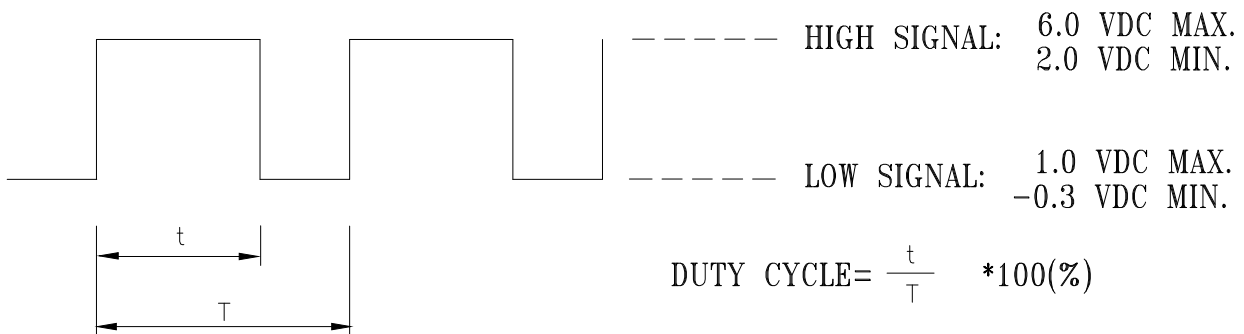 HIGH SIGNAL: 6.0 VDC MAX.
2.0 VDC MIN.
LOW SIGNAL: 1.0 VDC MAX.
-0.3 VDC MIN.
t
T
DUTY CYCLE= t/T *100(%)